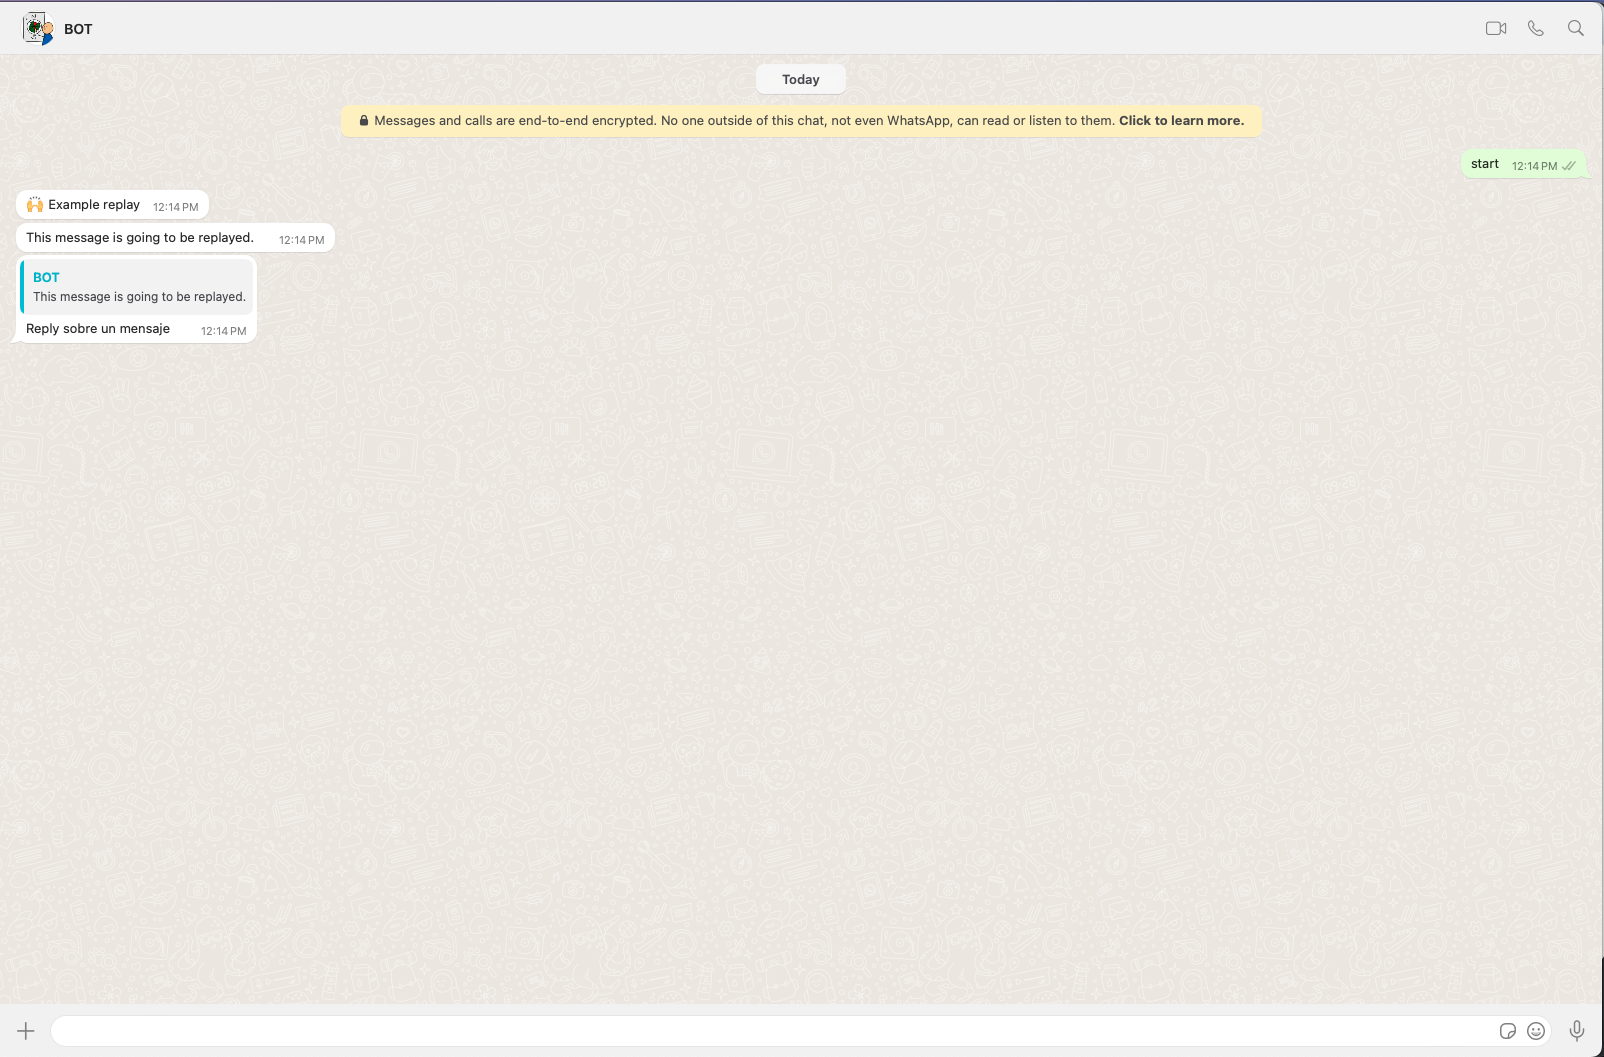 BOT
Today
Messages and calls are end-to-end encrypted. No one outside of this chat, not even WhatsApp, can read or listen to them. Click to learn more.
start 12:14 PM
🙌 Example replay 12:14 PM
This message is going to be replayed. 12:14 PM
BOT
This message is going to be replayed.
Reply sobre un mensaje 12:14 PM